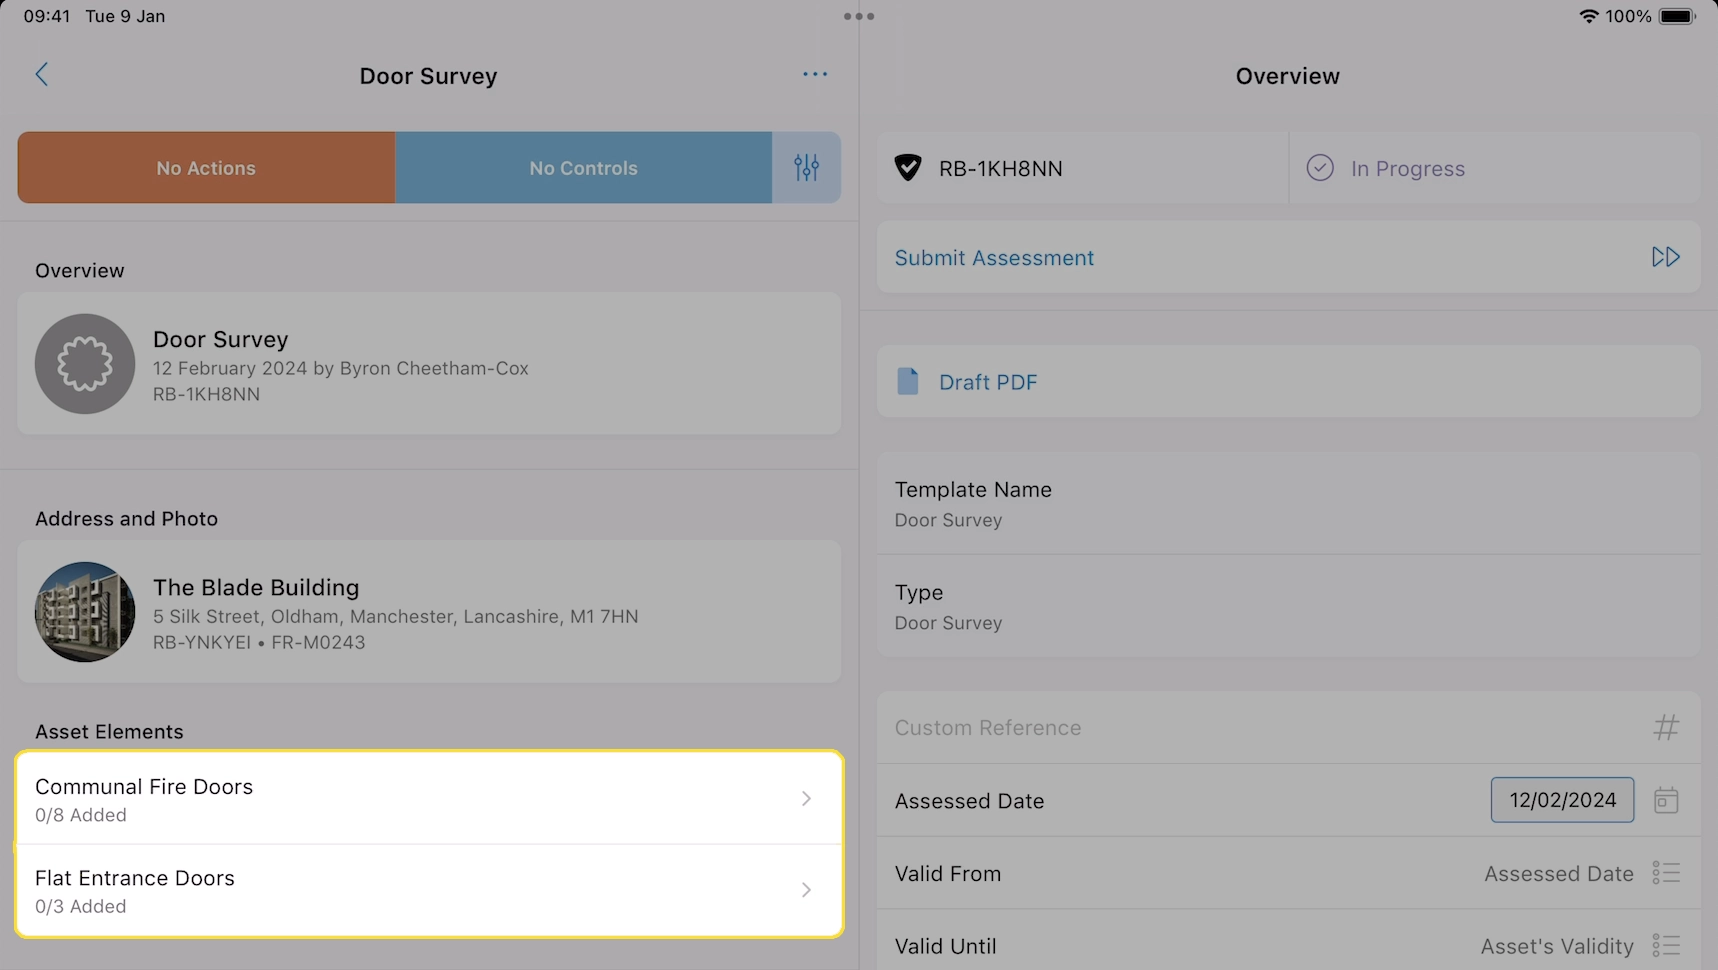 09:41 Tue 9 Jan
100%
Door Survey
No Actions
No Controls
Overview
Door Survey
12 February 2024 by Byron Cheetham-Cox
RB-1KH8NN
Address and Photo
The Blade Building
5 Silk Street, Oldham, Manchester, Lancashire, M1 7HN
RB-YNKYEI • FR-M0243
Asset Elements
Communal Fire Doors
0/8 Added
Flat Entrance Doors
0/3 Added
Overview
RB-1KH8NN
In Progress
Submit Assessment
Draft PDF
Template Name
Door Survey
Type
Door Survey
Custom Reference
Assessed Date 12/02/2024
Valid From Assessed Date
Valid Until Asset's Validity